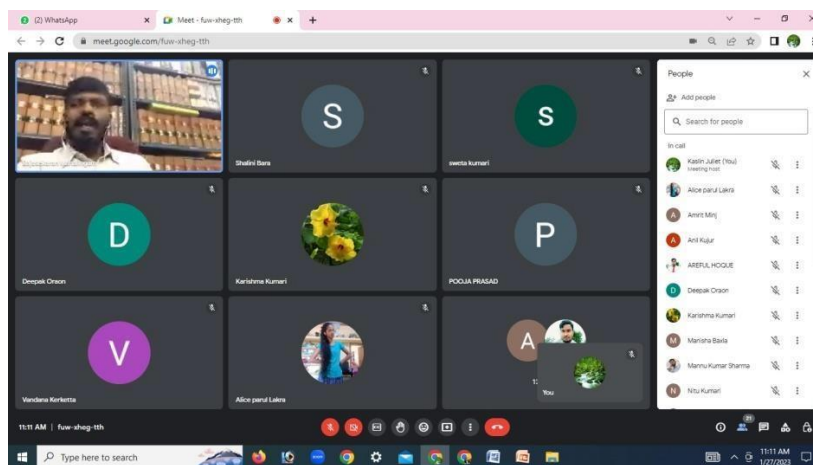 (2) WhatsApp
Meet - fuw-xheg-tth
meet.google.com/fuw-xheg-tth
S
Shalini Bara
s
sweta kumari
D
Deepak Oraon
Karishma Kumari
P
POOJA PRASAD
V
Vandana Kerketta
Alice parul Lakra
A
You
People
Add people
Search for people
In call
Kaslin Juliet (You)
Meeting host
Alice parul Lakra
A
Amrit Minj
A
Anil Kujur
AREFUL HOQUE
D
Deepak Oraon
Karishma Kumari
M
Manisha Baxla
Mannu Kumar Sharma
N
Nitu Kumari
11:11 AM | fuw-xheg-tth
Type here to search
11:11 AM
1/27/2023